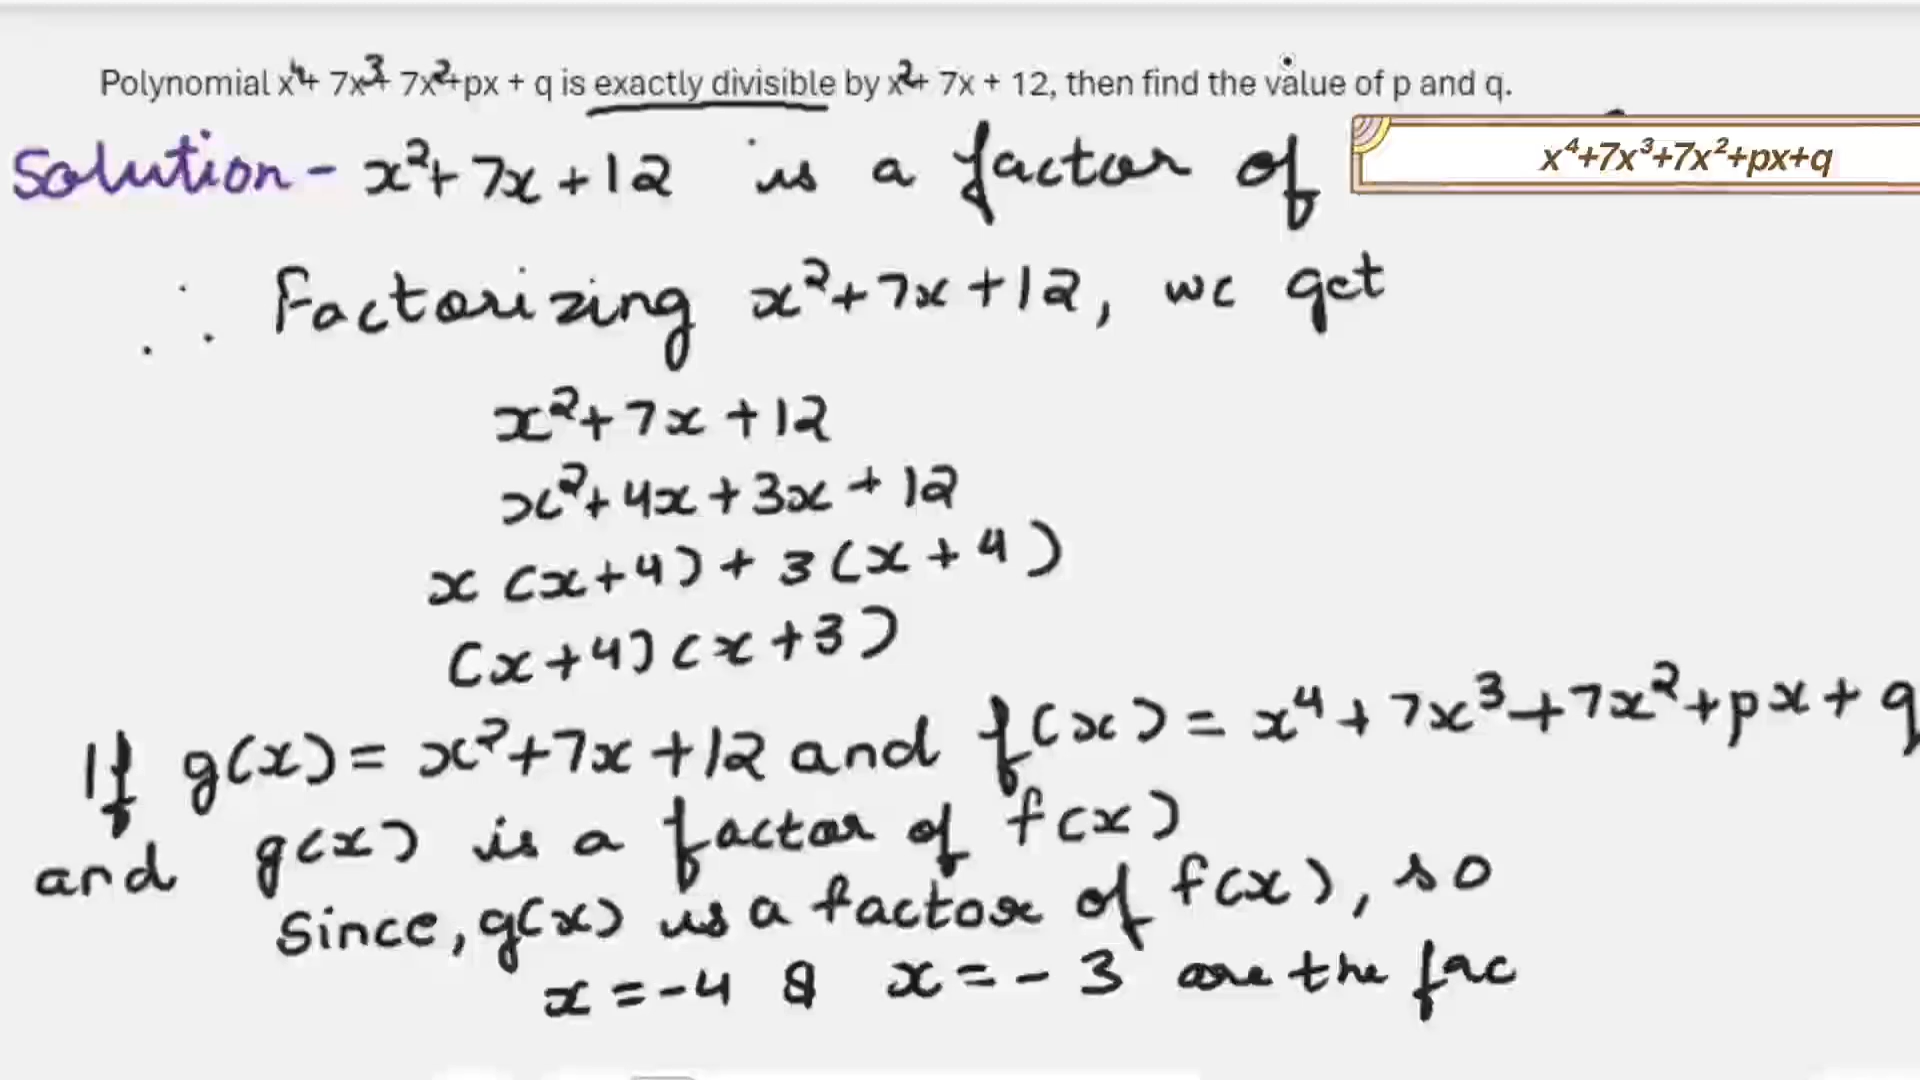 Polynomial x⁴+ 7x³+ 7x²+px + q is exactly divisible by x²+ 7x + 12, then find the value of p and q.
Solution - x²+ 7x + 12 is a factor of x⁴+7x³+7x²+px+q
∴ Factorizing x²+7x+12, we get
x²+7x+12
x²+4x+3x+12
x(x+4)+3(x+4)
(x+4)(x+3)
If g(x)= x²+7x+12 and f(x)= x⁴+7x³+7x²+px+q
and g(x) is a factor of f(x)
Since, g(x) is a factor of f(x), so
x=-4 & x=-3 are the fac